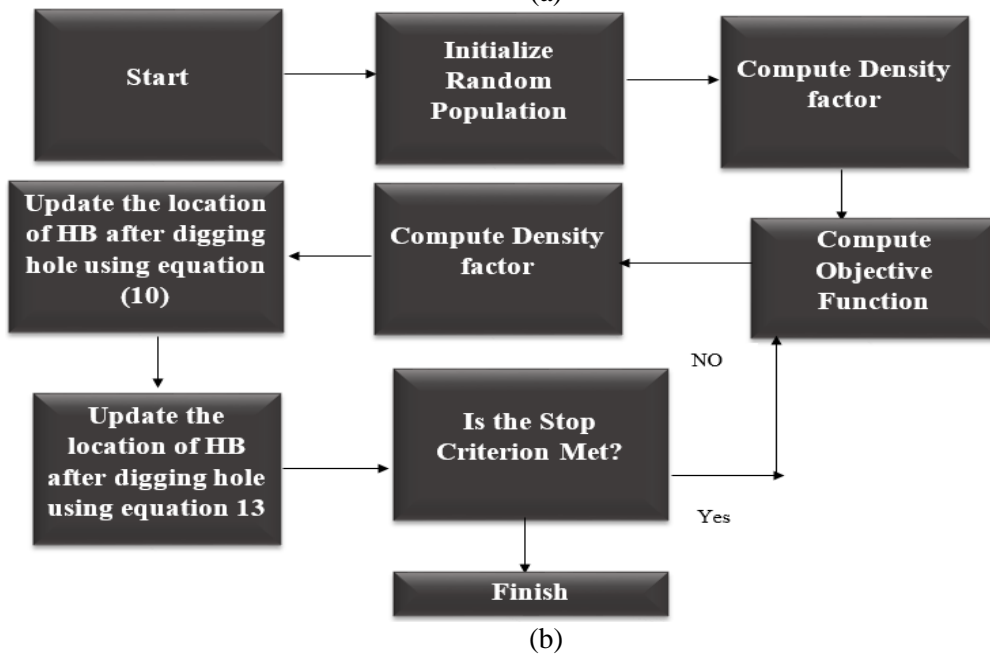 (a)
Start
Initialize
Random
Population
Compute Density
factor
Compute
Objective
Function
Compute Density
factor
Update the location
of HB after digging
hole using equation
(10)
Update the
location of HB
after digging hole
using equation 13
Is the Stop
Criterion Met?
NO
Yes
Finish
(b)